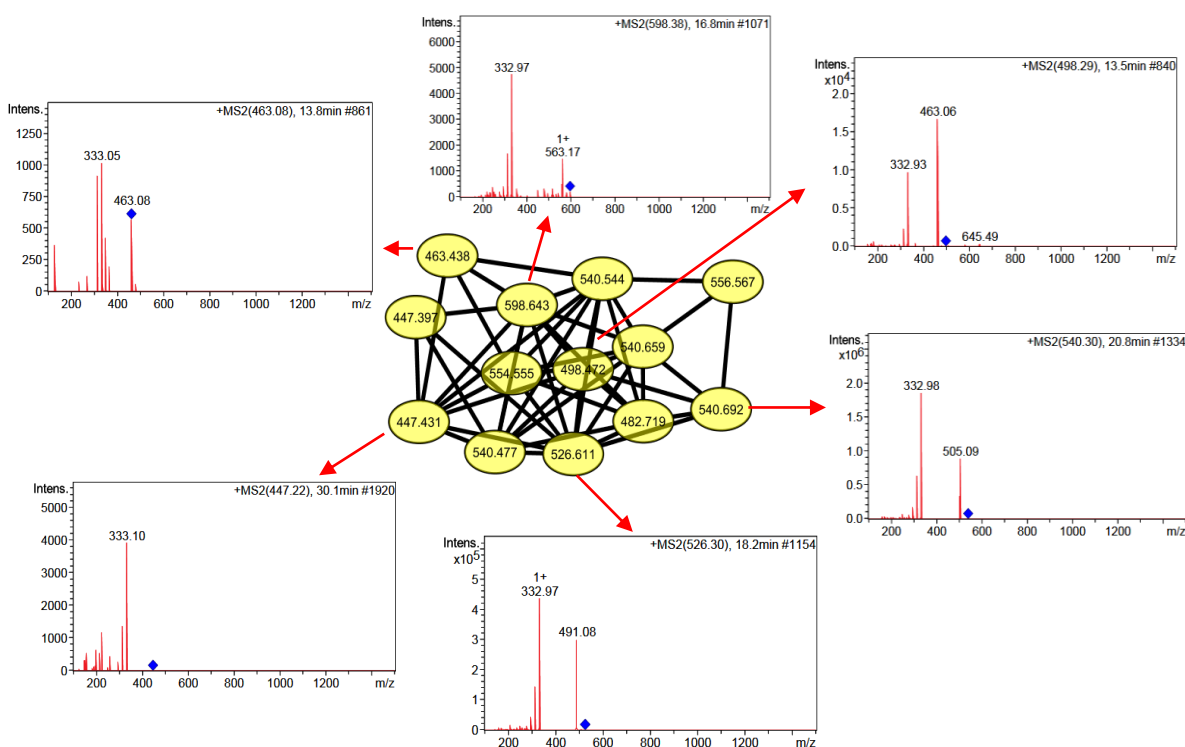 +MS2(598.38), 16.8min #1071
Intens.
6000
5000
4000
3000
2000
1000
0
332.97
1+
563.17
200 400 600 800 1000 1200 m/z
+MS2(498.29), 13.5min #840
Intens.
x10^4
2.0
1.5
1.0
0.5
0.0
463.06
332.93
645.49
200 400 600 800 1000 1200 m/z
+MS2(463.08), 13.8min #861
Intens.
1250
1000
750
500
250
0
333.05
463.08
200 400 600 800 1000 1200 m/z
463.438
540.544
556.567
598.643
447.397
540.659
554.555
498.472
447.431
482.719
540.692
540.477
526.611
+MS2(540.30), 20.8min #1334
Intens.
x10^6
2.0
1.5
1.0
0.5
0.0
332.98
505.09
200 400 600 800 1000 1200 m/z
+MS2(447.22), 30.1min #1920
Intens.
5000
4000
3000
2000
1000
0
333.10
200 400 600 800 1000 1200 m/z
+MS2(526.30), 18.2min #1154
Intens.
x10^5
5
4
3
2
1
0
1+
332.97
491.08
200 400 600 800 1000 1200 m/z